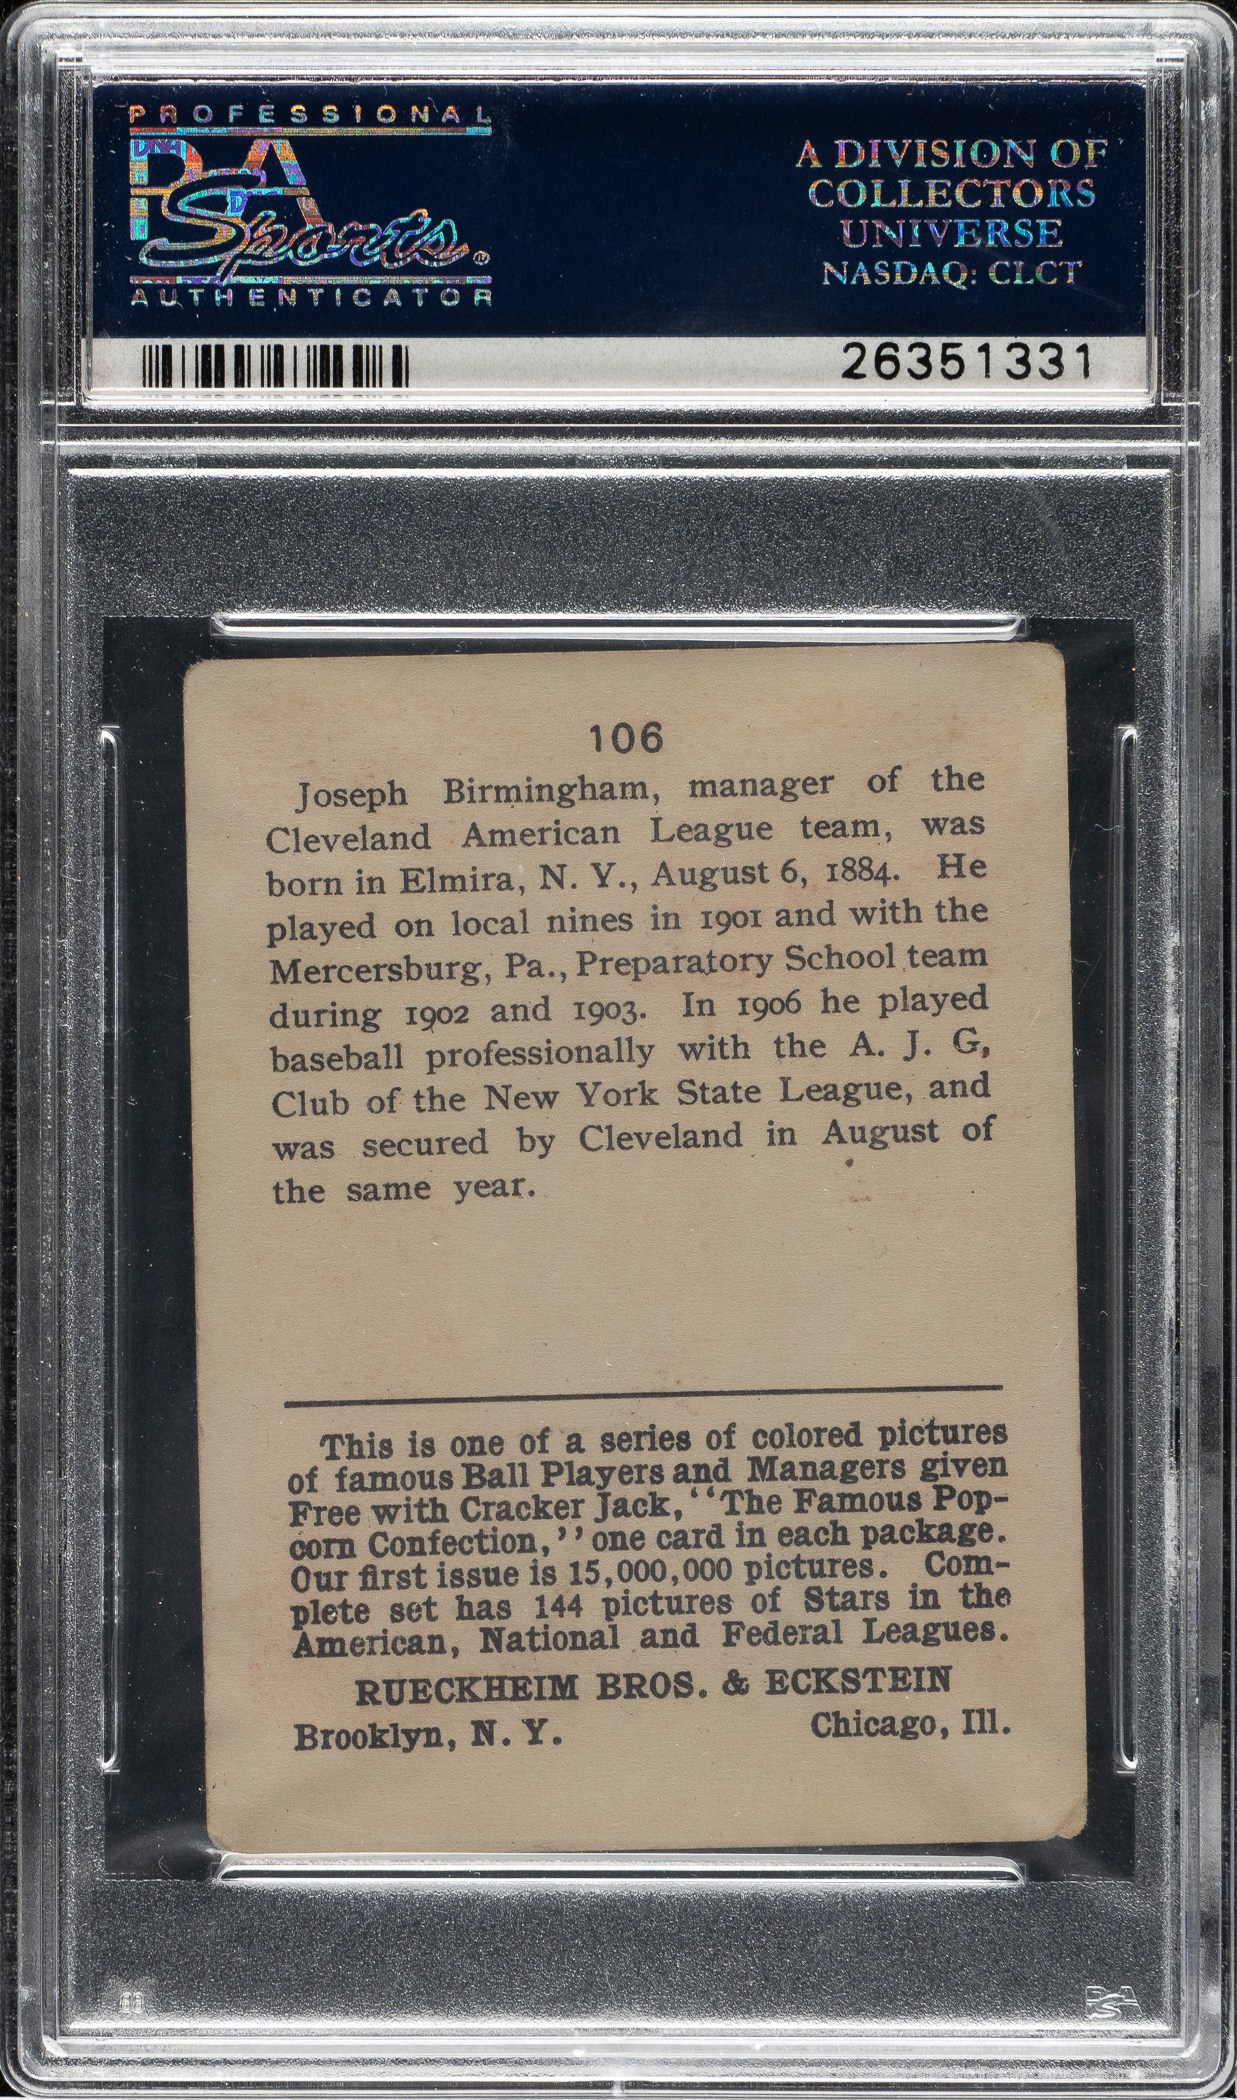 PROFESSIONAL
PSA
DNA
Sports®
AUTHENTICATOR
A DIVISION OF
COLLECTORS
UNIVERSE
NASDAQ: CLCT
26351331
106
Joseph Birmingham, manager of the
Cleveland American League team, was
born in Elmira, N. Y., August 6, 1884. He
played on local nines in 1901 and with the
Mercersburg, Pa., Preparatory School team
during 1902 and 1903. In 1906 he played
baseball professionally with the A. J. G,
Club of the New York State League, and
was secured by Cleveland in August of
the same year.
This is one of a series of colored pictures
of famous Ball Players and Managers given
Free with Cracker Jack, "The Famous Pop-
corn Confection," one card in each package.
Our first issue is 15,000,000 pictures. Com-
plete set has 144 pictures of Stars in the
American, National and Federal Leagues.
RUECKHEIM BROS. & ECKSTEIN
Brooklyn, N. Y. Chicago, Ill.
PSA